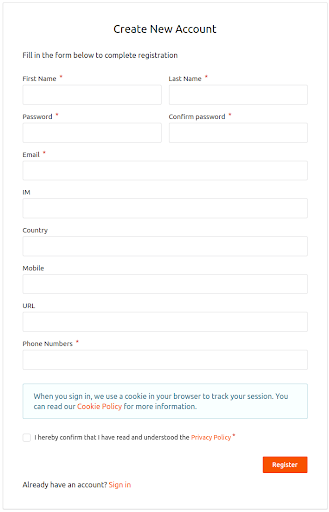 Create New Account
Fill in the form below to complete registration
First Name * Last Name *
Password * Confirm password *
Email *
IM
Country
Mobile
URL
Phone Numbers *
When you sign in, we use a cookie in your browser to track your session. You
can read our Cookie Policy for more information.
I hereby confirm that I have read and understood the Privacy Policy *
Register
Already have an account? Sign in